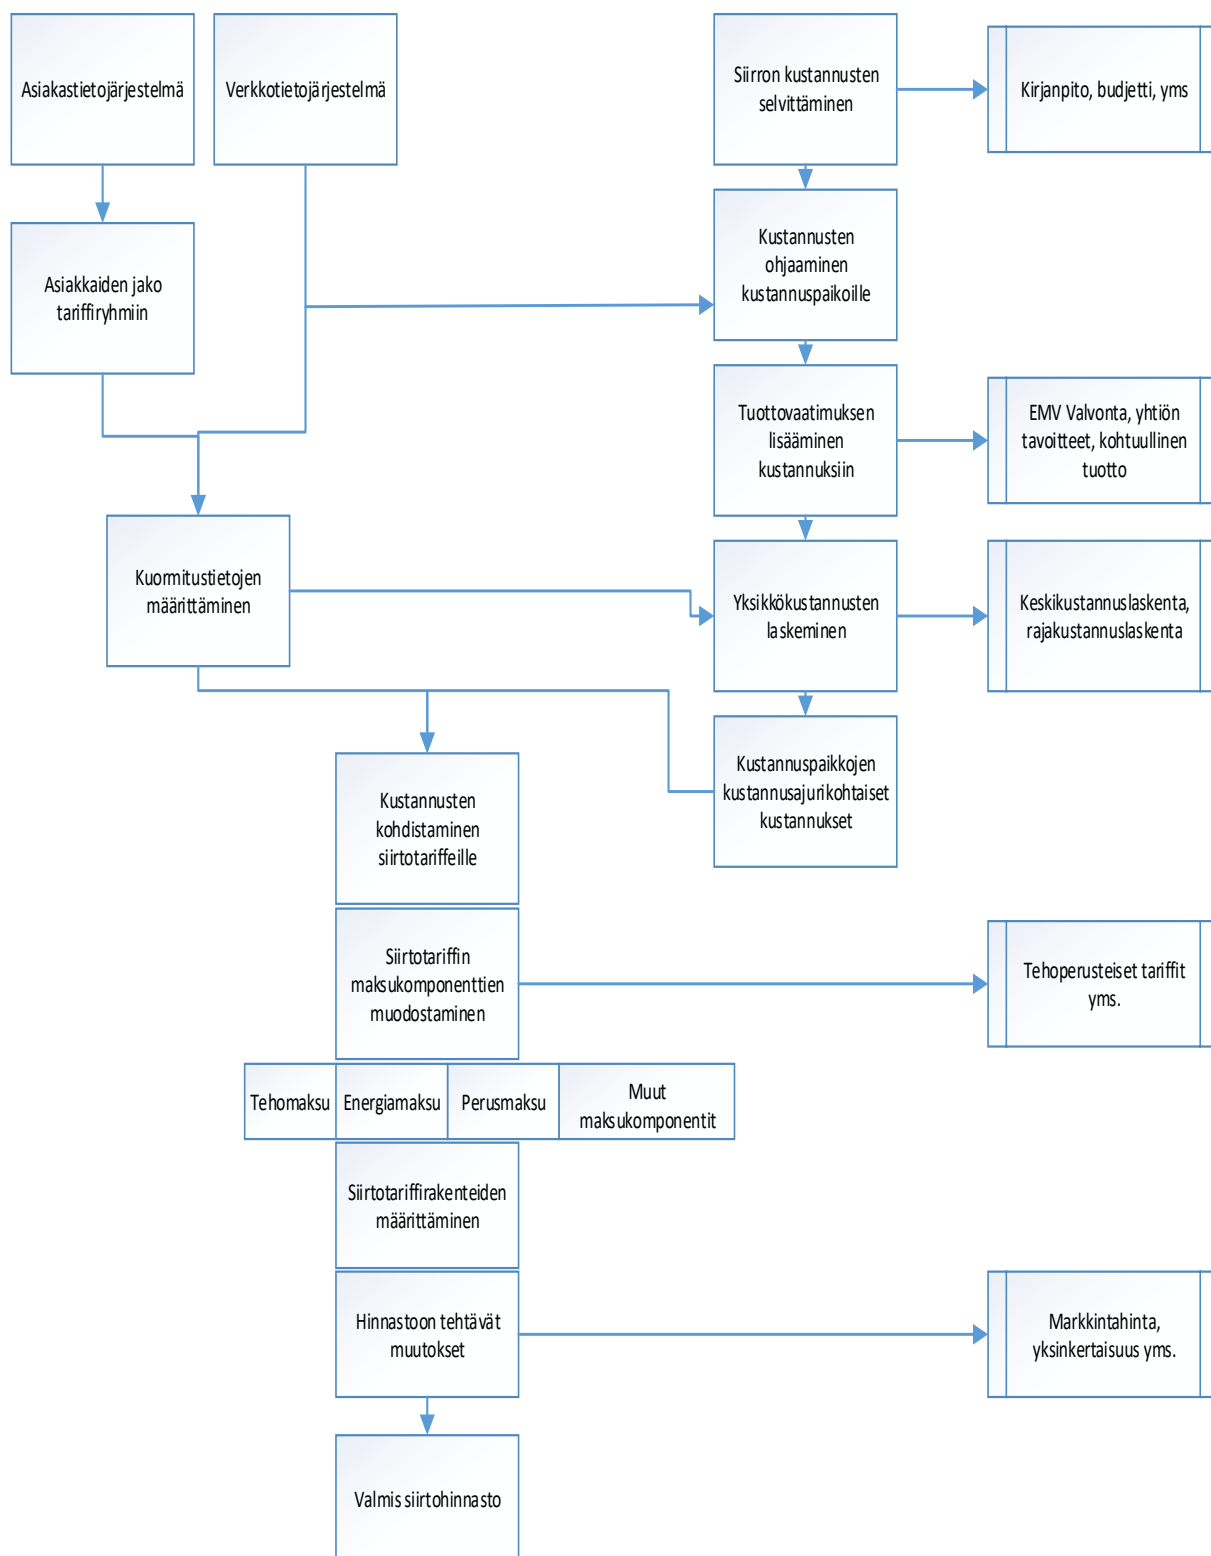 Asiakastietojärjestelmä
Verkkotietojärjestelmä
Siirron kustannusten
selvittäminen
Kirjanpito, budjetti, yms
Asiakkaiden jako
tariffiryhmiin
Kustannusten
ohjaaminen
kustannuspaikoille
Tuottovaatimuksen
lisääminen
kustannuksiin
EMV Valvonta, yhtiön
tavoitteet, kohtuullinen
tuotto
Kuormitustietojen
määrittäminen
Yksikkökustannusten
laskeminen
Keskikustannuslaskenta,
rajakustannuslaskenta
Kustannuspaikkojen
kustannusajurikohtaiset
kustannukset
Kustannusten
kohdistaminen
siirtotariffeille
Siirtotariffin
maksukomponenttien
muodostaminen
Tehoperusteiset tariffit
yms.
Tehomaksu
Energiamaksu
Perusmaksu
Muut
maksukomponentit
Siirtotariffirakenteiden
määrittäminen
Hinnastoon tehtävät
muutokset
Markkintahinta,
yksinkertaisuus yms.
Valmis siirtohinnasto